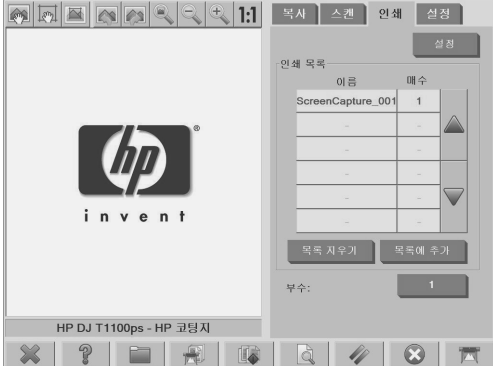 1:1
복사 스캔 인쇄 설정
설정
인쇄 목록
이름 매수
ScreenCapture_001 1
- -
- -
- -
- -
- -
목록 지우기 목록에 추가
부수: 1
hp ®
invent
HP DJ T1100ps - HP 코팅지